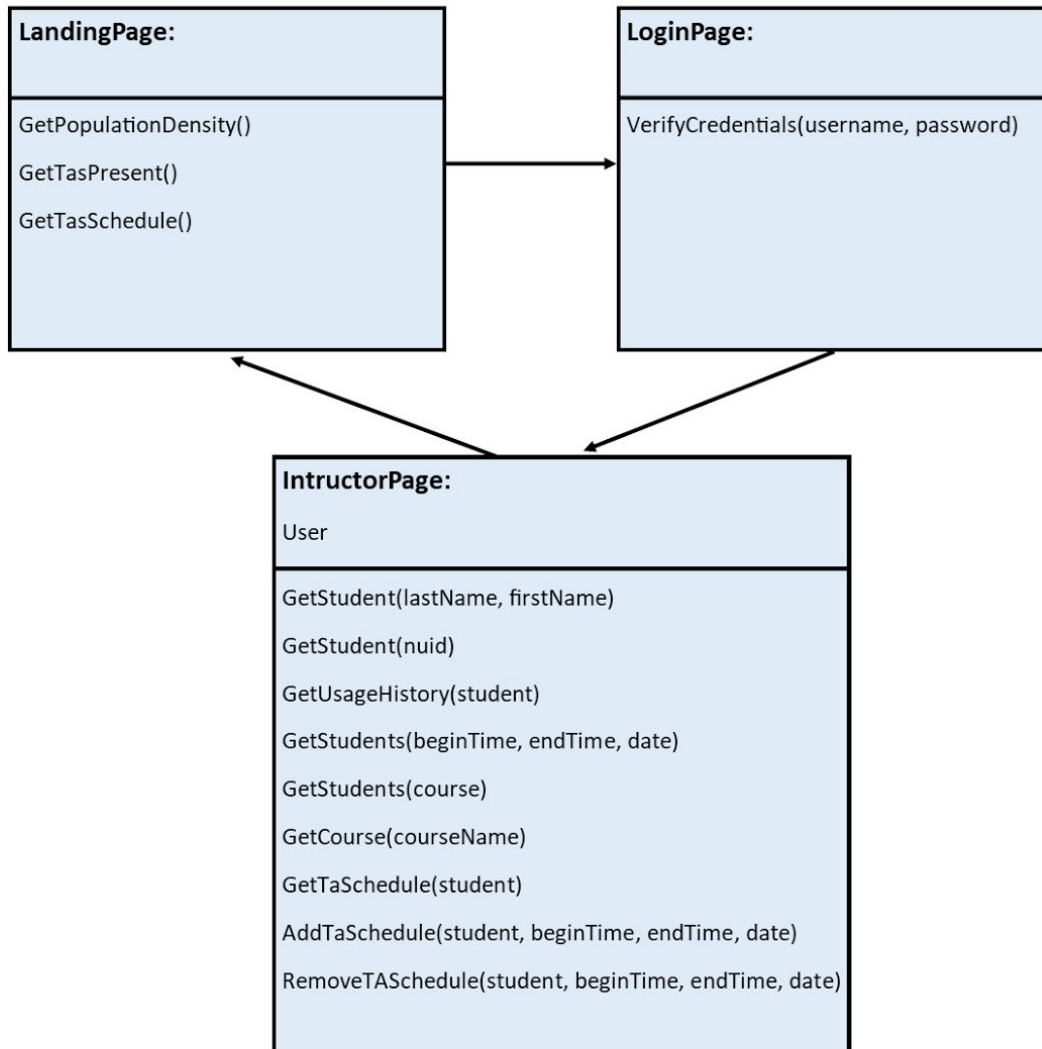 LandingPage:
GetPopulationDensity()
GetTasPresent()
GetTasSchedule()
LoginPage:
VerifyCredentials(username, password)
IntructorPage:
User
GetStudent(lastName, firstName)
GetStudent(nuid)
GetUsageHistory(student)
GetStudents(beginTime, endTime, date)
GetStudents(course)
GetCourse(courseName)
GetTaSchedule(student)
AddTaSchedule(student, beginTime, endTime, date)
RemoveTASchedule(student, beginTime, endTime, date)